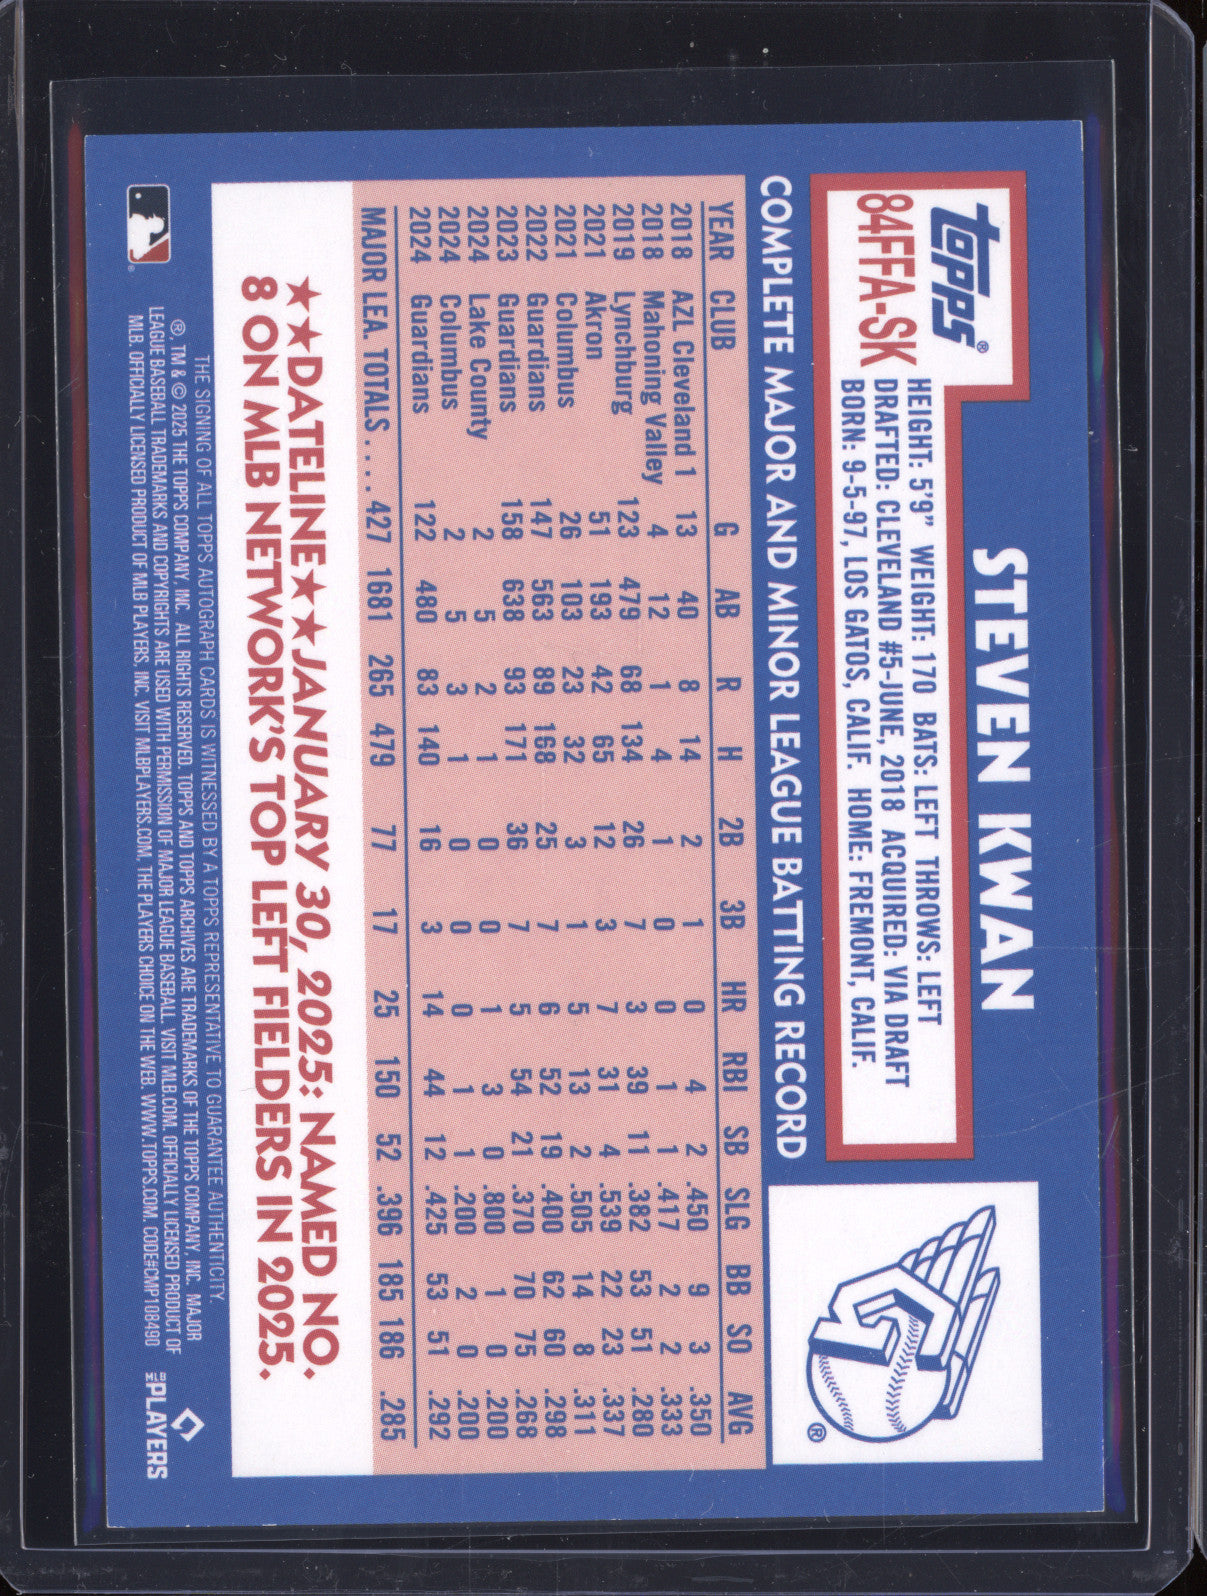 STEVEN KWAN
topps®
84FFA-SK
HEIGHT: 5'9" WEIGHT: 170 BATS: LEFT THROWS: LEFT
DRAFTED: CLEVELAND #5-JUNE, 2018 ACQUIRED: VIA DRAFT
BORN: 9-5-97, LOS GATOS, CALIF. HOME: FREMONT, CALIF.
®
COMPLETE MAJOR AND MINOR LEAGUE BATTING RECORD
YEAR CLUB G AB R H 2B 3B HR RBI SB SLG BB SO AVG
2018 AZL Cleveland 1 13 40 8 14 2 1 0 4 2 .450 9 3 .350
2018 Mahoning Valley 4 12 1 4 1 0 0 1 1 .417 2 2 .333
2019 Lynchburg 123 479 68 134 26 7 3 39 11 .382 53 51 .280
2021 Akron 51 193 42 65 12 3 7 31 4 .539 22 23 .337
2021 Columbus 26 103 23 32 3 1 5 13 2 .505 14 8 .311
2022 Guardians 147 563 89 168 25 7 6 52 19 .400 62 60 .298
2023 Guardians 158 638 93 171 36 7 5 54 21 .370 70 75 .268
2024 Lake County 2 5 2 1 0 0 1 3 0 .800 1 0 .200
2024 Columbus 2 5 3 1 0 0 0 1 1 .200 2 0 .200
2024 Guardians 122 480 83 140 16 3 14 44 12 .425 53 51 .292
MAJOR LEA. TOTALS . . . . 427 1681 265 479 77 17 25 150 52 .396 185 186 .285
★★DATELINE★★JANUARY 30, 2025: NAMED NO.
8 ON MLB NETWORK'S TOP LEFT FIELDERS IN 2025.
THE SIGNING OF ALL TOPPS AUTOGRAPH CARDS IS WITNESSED BY A TOPPS REPRESENTATIVE TO GUARANTEE AUTHENTICITY.
®, TM & © 2025 THE TOPPS COMPANY, INC. ALL RIGHTS RESERVED. TOPPS AND TOPPS ARCHIVES ARE TRADEMARKS OF THE TOPPS COMPANY, INC. MAJOR
LEAGUE BASEBALL TRADEMARKS AND COPYRIGHTS ARE USED WITH PERMISSION OF MAJOR LEAGUE BASEBALL. VISIT MLB.COM. OFFICIALLY LICENSED PRODUCT OF
MLB. OFFICIALLY LICENSED PRODUCT OF MLB PLAYERS, INC. VISIT MLBPLAYERS.COM, THE PLAYERS CHOICE ON THE WEB. WWW.TOPPS.COM. CODE#CMP108490
MLB PLAYERS